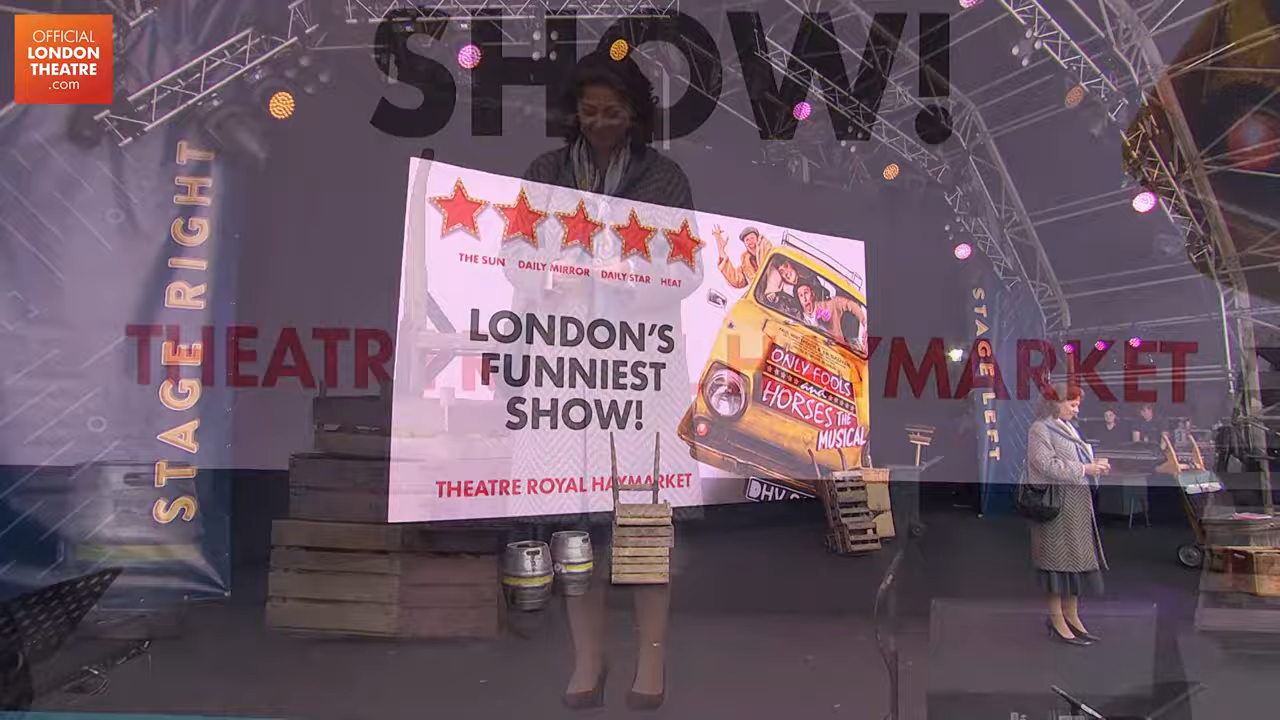 OFFICIAL
LONDON
THEATRE
.com
SHOW!
STAGE RIGHT
THE SUN DAILY MIRROR DAILY STAR HEAT
LONDON'S
FUNNIEST
SHOW!
THEATRE ROYAL HAYMARKET
ONLY FOOLS
and
HORSES THE
MUSICAL
STAGE LEFT